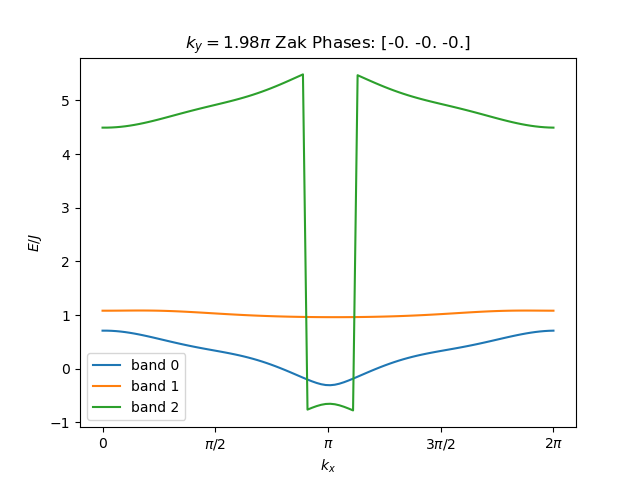 k_y = 1.98π Zak Phases: [-0. -0. -0.]
E/J
5
4
3
2
1
0
−1
band 0
band 1
band 2
0 π/2 π 3π/2 2π
k_x